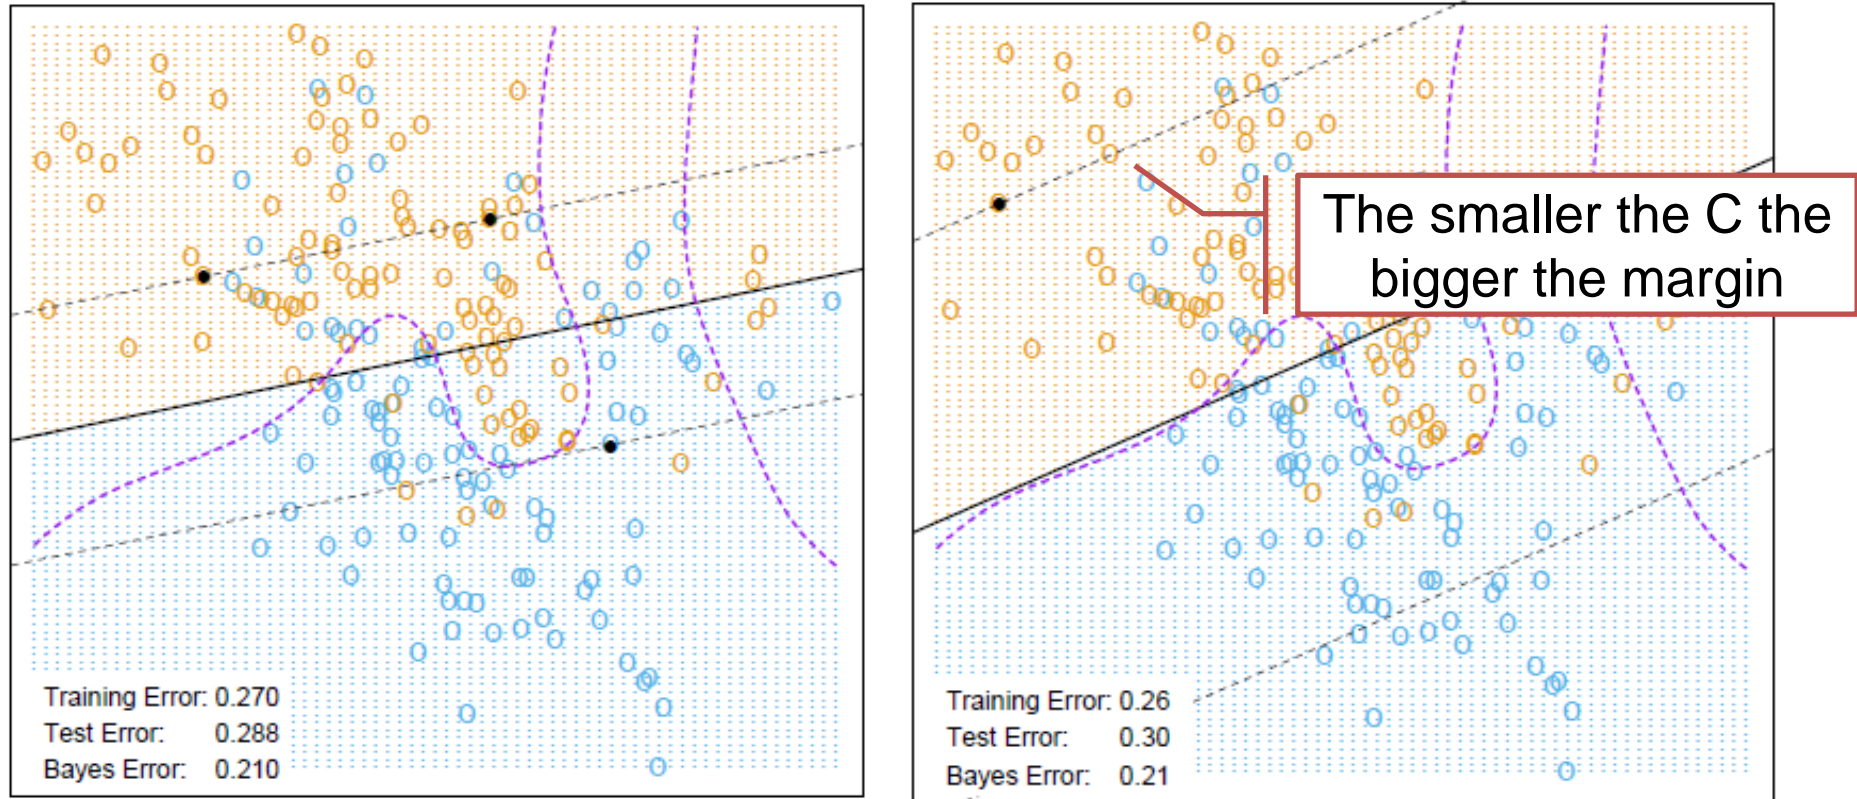 The smaller the C the
bigger the margin
Training Error: 0.270
Test Error: 0.288
Bayes Error: 0.210
Training Error: 0.26
Test Error: 0.30
Bayes Error: 0.21